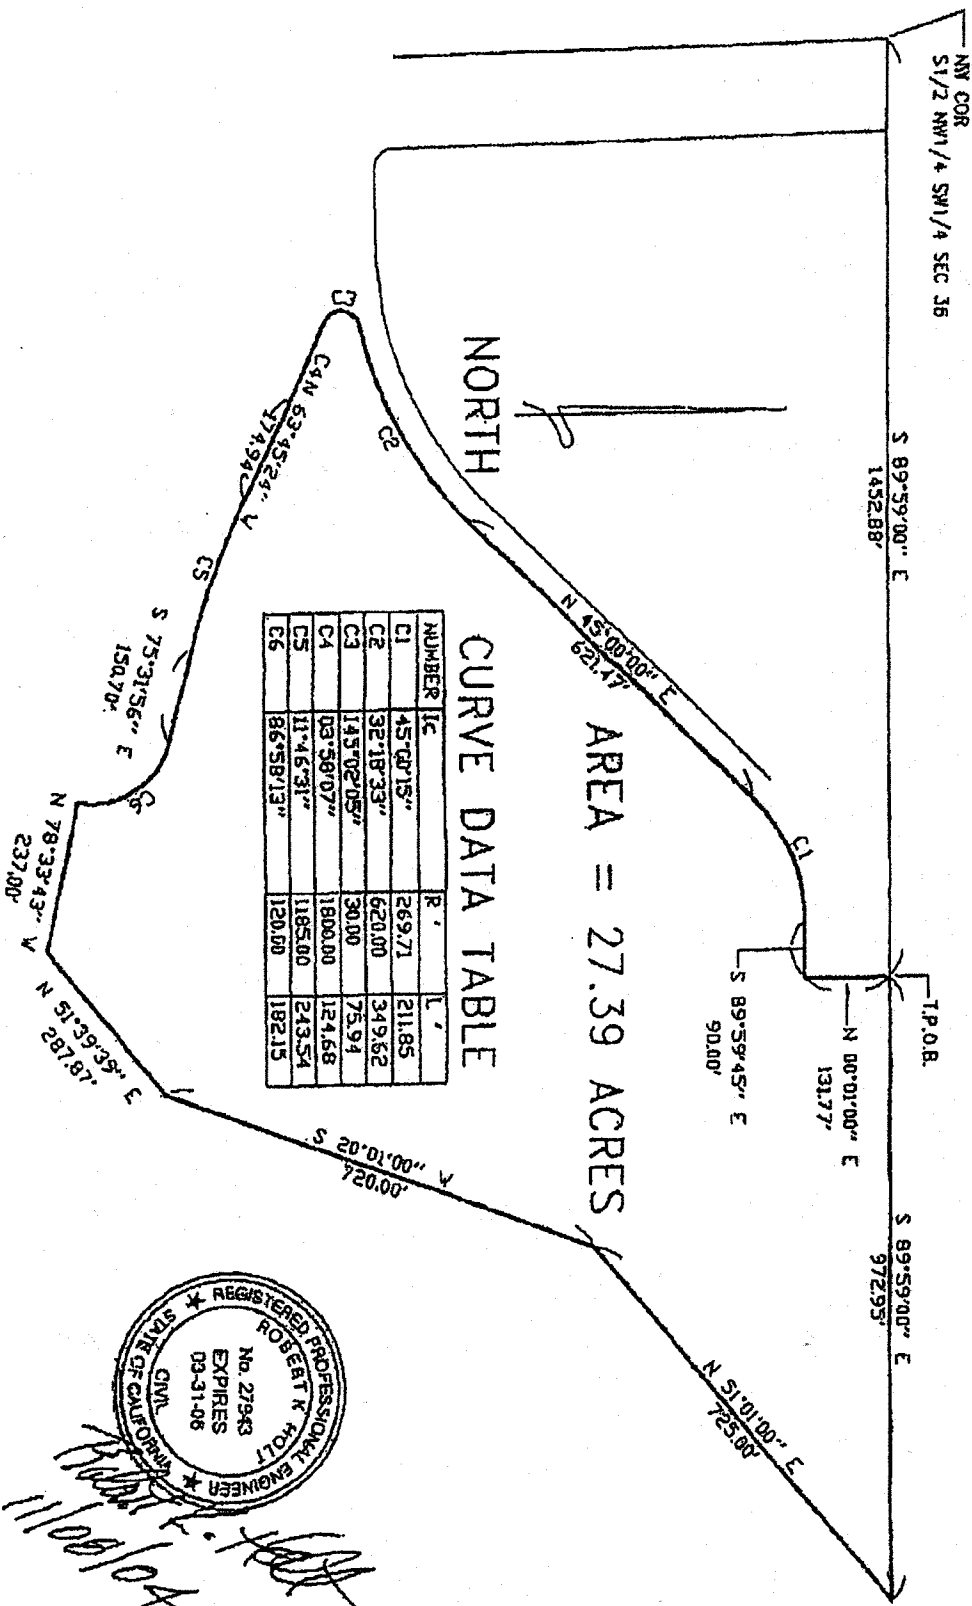 NW COR
S1/2 NW1/4 SW1/4 SEC 36
S 89°59'00" E
1452.88'
T.P.O.B.
N 00°01'00" E
131.77'
S 89°59'45" E
90.00'
S 89°59'00" E
972.95'
N 51°01'00" E
725.00'
S 20°01'00" W
720.00'
N 51°39'39" E
287.87'
N 78°33'43" W
237.00'
C6
S 75°31'56" E
150.70'
C5
N 63°45'24" W
174.94'
C4
C2
N 45°00'00" E
621.47'
C1
NORTH
AREA = 27.39 ACRES
CURVE DATA TABLE
NUMBER R ' L '
C1 45°00'15" 269.71 211.85
C2 32°18'33" 620.00 349.62
C3 145°02'05" 30.00 75.94
C4 03°58'07" 1800.00 124.68
C5 11°46'31" 1185.00 243.54
C6 86°58'13" 120.00 182.15
REGISTERED PROFESSIONAL ENGINEER
ROBERT K HOLT
No. 27943
EXPIRES
03-31-06
CIVIL
STATE OF CALIFORNIA
11/08/04